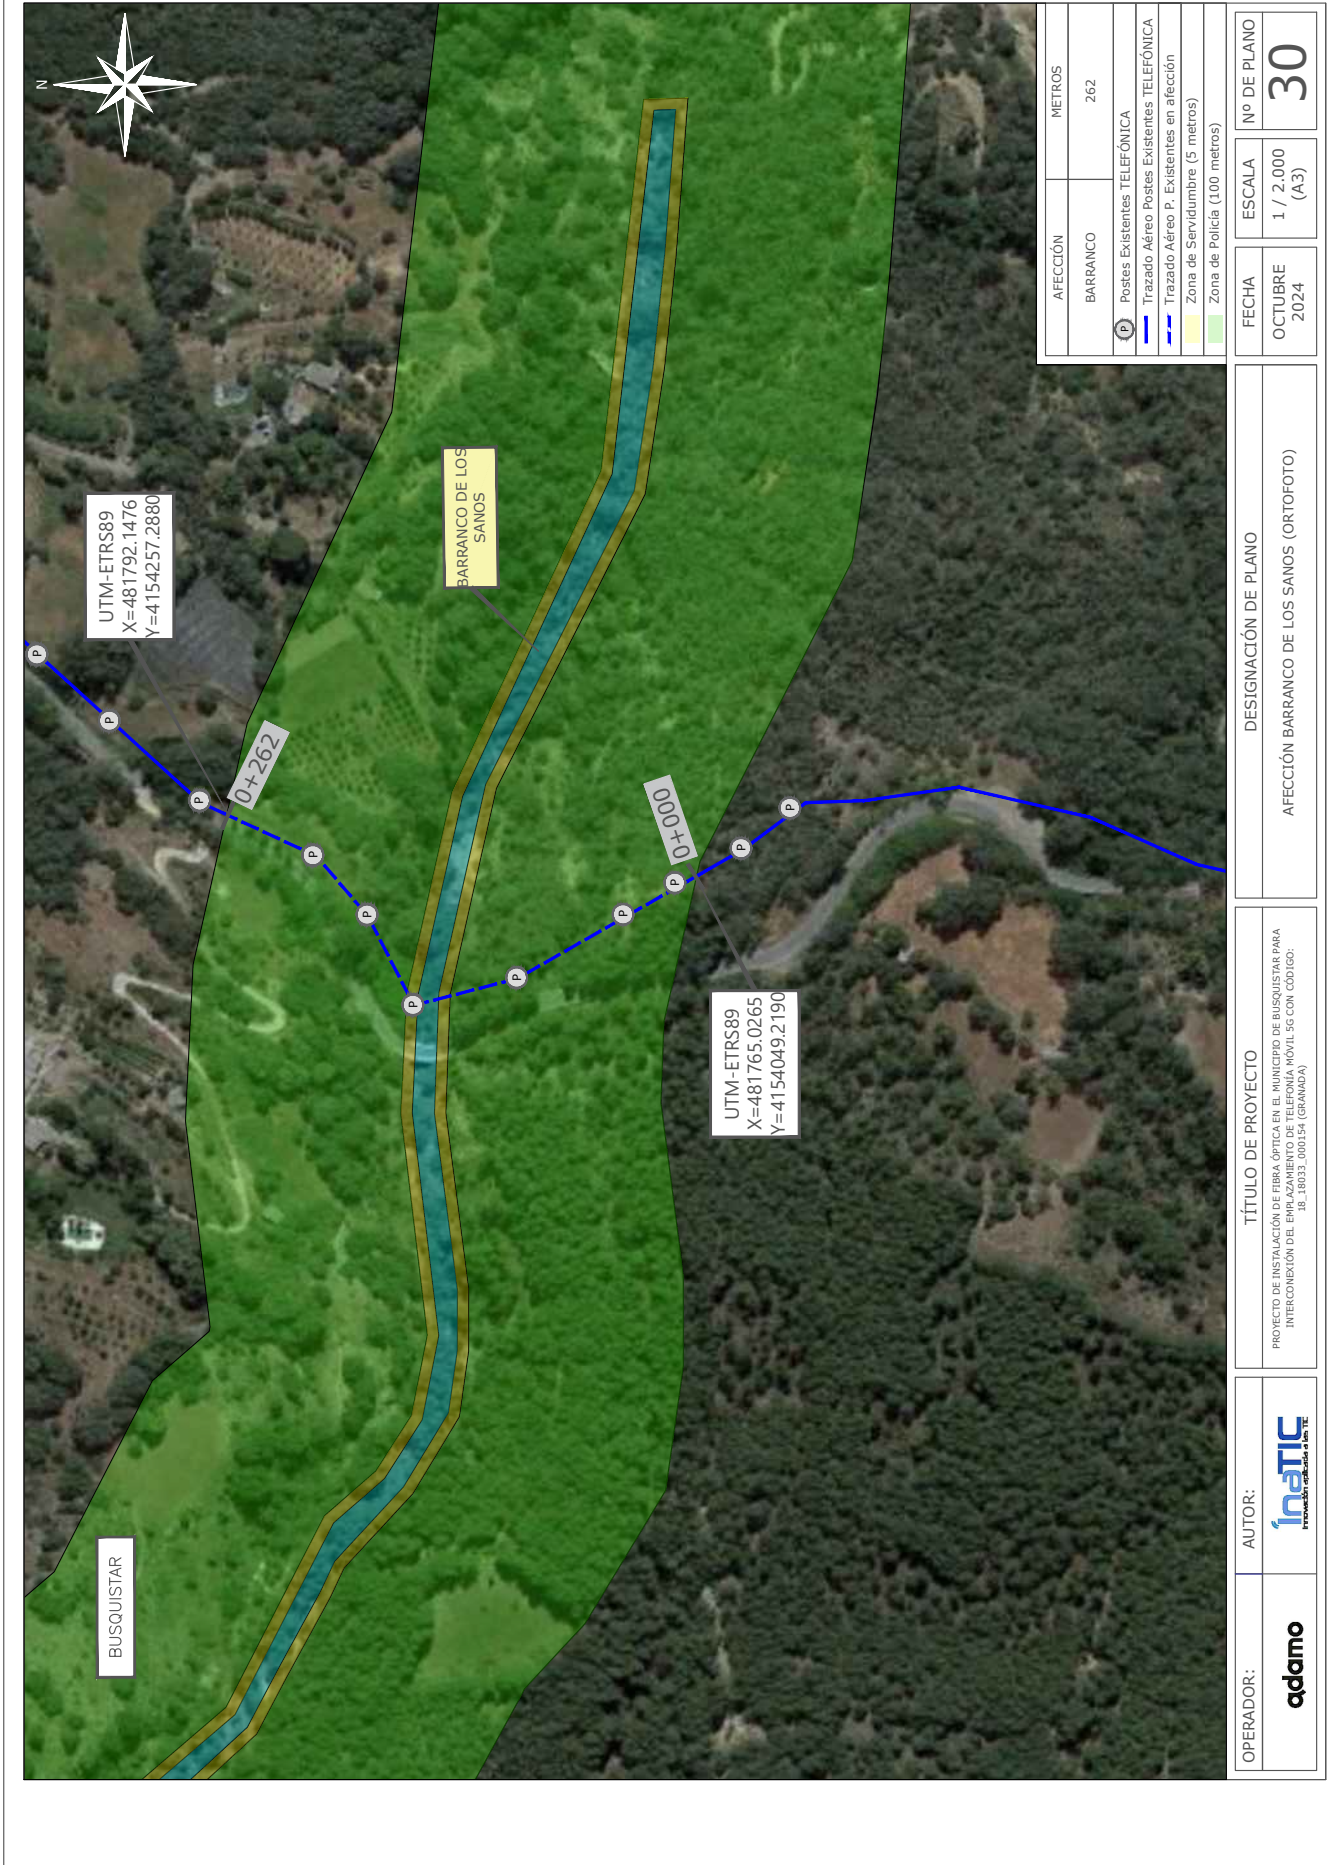 N
UTM-ETRS89
X=481792.1476
Y=4154257.2880
BARRANCO DE LOS
SANOS
0+262
0+000
UTM-ETRS89
X=481765.0265
Y=4154049.2190
BUSQUISTAR
P
P
P
P
P
P
P
P
P
P
P
AFECCIÓN
METROS
BARRANCO
262
P
Postes Existentes TELEFÓNICA
Trazado Aéreo Postes Existentes TELEFÓNICA
Trazado Aéreo P. Existentes en afección
Zona de Servidumbre (5 metros)
Zona de Policía (100 metros)
OPERADOR:
adamo
AUTOR:
InaTIC
Innovación aplicada a las TIC
TÍTULO DE PROYECTO
PROYECTO DE INSTALACIÓN DE FIBRA ÓPTICA EN EL MUNICIPIO DE BUSQUISTAR PARA
INTERCONEXIÓN DEL EMPLAZAMIENTO DE TELEFONÍA MÓVIL 5G CON CÓDIGO:
18_18033_000154 (GRANADA)
DESIGNACIÓN DE PLANO
AFECCIÓN BARRANCO DE LOS SANOS (ORTOFOTO)
FECHA
OCTUBRE
2024
ESCALA
1 / 2.000
(A3)
Nº DE PLANO
30